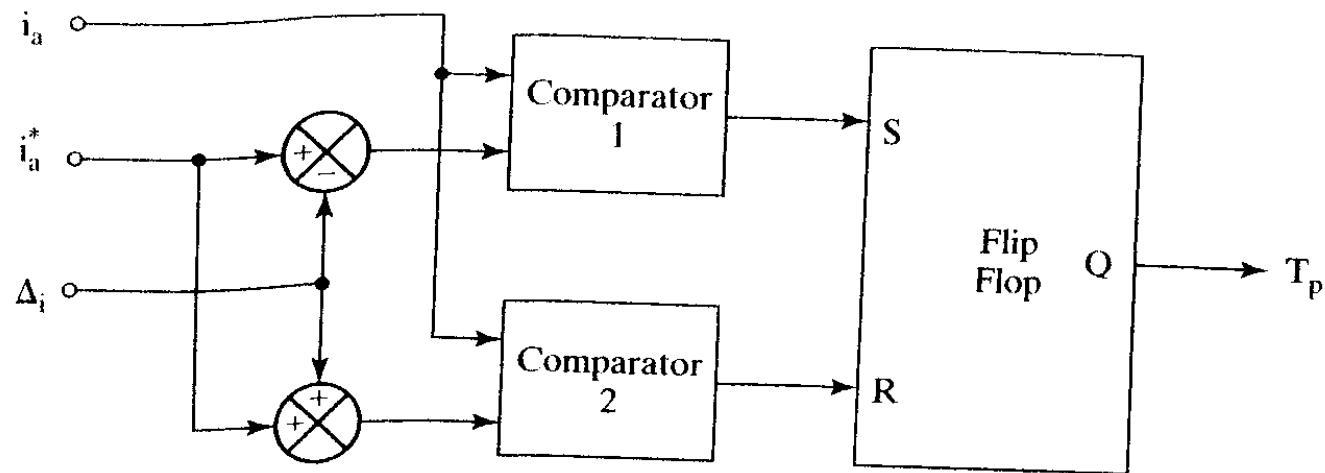 i_a
i_a^*
Δ_i
+
−
+
+
Comparator
1
Comparator
2
S
R
Flip
Flop
Q
T_p